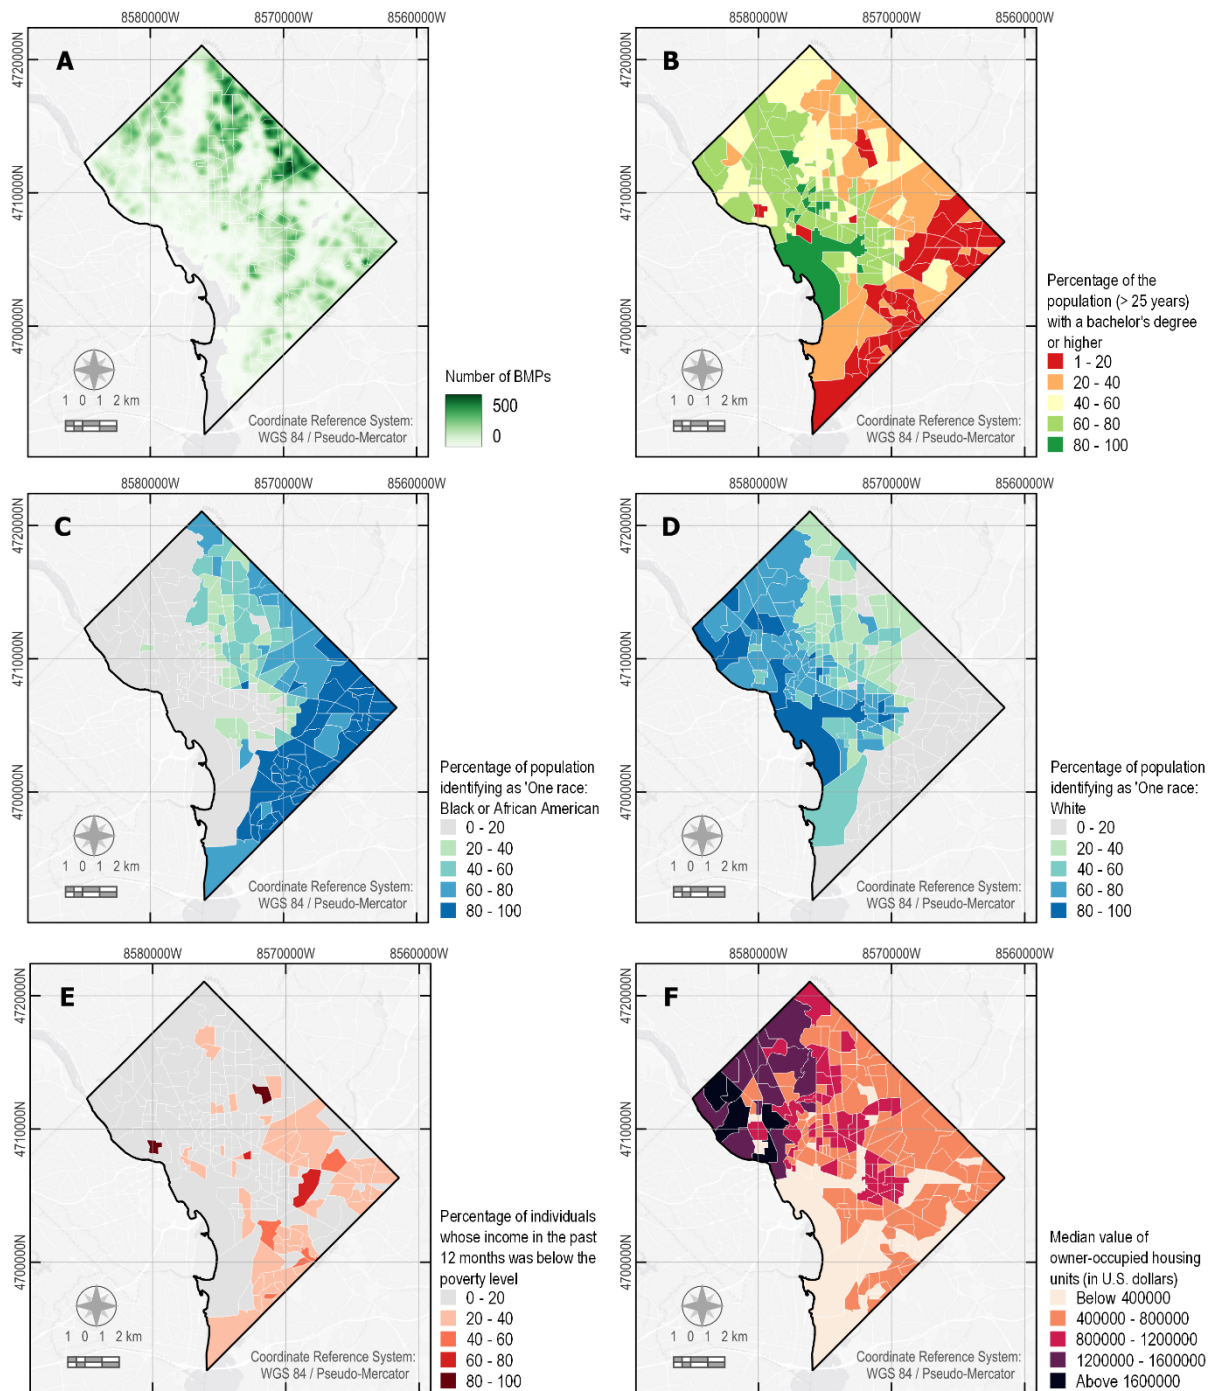 8580000W 8570000W 8560000W
A
4720000N
4710000N
4700000N
1 0 1 2 km
Coordinate Reference System:
WGS 84 / Pseudo-Mercator
Number of BMPs
500
0
8580000W 8570000W 8560000W
B
4720000N
4710000N
4700000N
1 0 1 2 km
Coordinate Reference System:
WGS 84 / Pseudo-Mercator
Percentage of the
population (> 25 years)
with a bachelor's degree
or higher
1 - 20
20 - 40
40 - 60
60 - 80
80 - 100
8580000W 8570000W 8560000W
C
4720000N
4710000N
4700000N
1 0 1 2 km
Coordinate Reference System:
WGS 84 / Pseudo-Mercator
Percentage of population
identifying as 'One race:
Black or African American
0 - 20
20 - 40
40 - 60
60 - 80
80 - 100
8580000W 8570000W 8560000W
D
4720000N
4710000N
4700000N
1 0 1 2 km
Coordinate Reference System:
WGS 84 / Pseudo-Mercator
Percentage of population
identifying as 'One race:
White
0 - 20
20 - 40
40 - 60
60 - 80
80 - 100
8580000W 8570000W 8560000W
E
4720000N
4710000N
4700000N
1 0 1 2 km
Coordinate Reference System:
WGS 84 / Pseudo-Mercator
Percentage of individuals
whose income in the past
12 months was below the
poverty level
0 - 20
20 - 40
40 - 60
60 - 80
80 - 100
8580000W 8570000W 8560000W
F
4720000N
4710000N
4700000N
1 0 1 2 km
Coordinate Reference System:
WGS 84 / Pseudo-Mercator
Median value of
owner-occupied housing
units (in U.S. dollars)
Below 400000
400000 - 800000
800000 - 1200000
1200000 - 1600000
Above 1600000